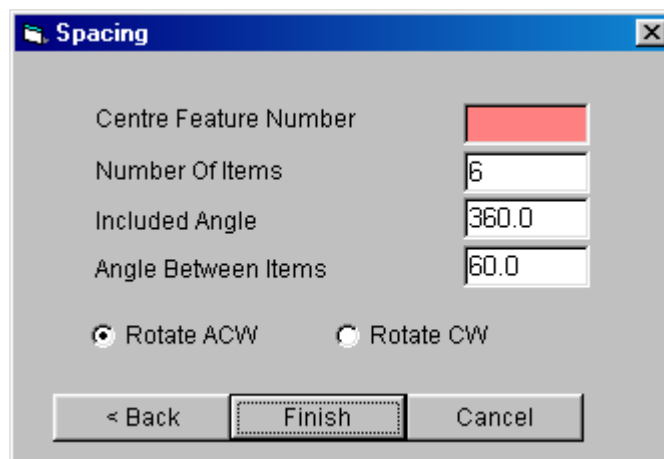 Spacing
Centre Feature Number
Number Of Items 6
Included Angle 360.0
Angle Between Items 60.0
Rotate ACW Rotate CW
< Back Finish Cancel